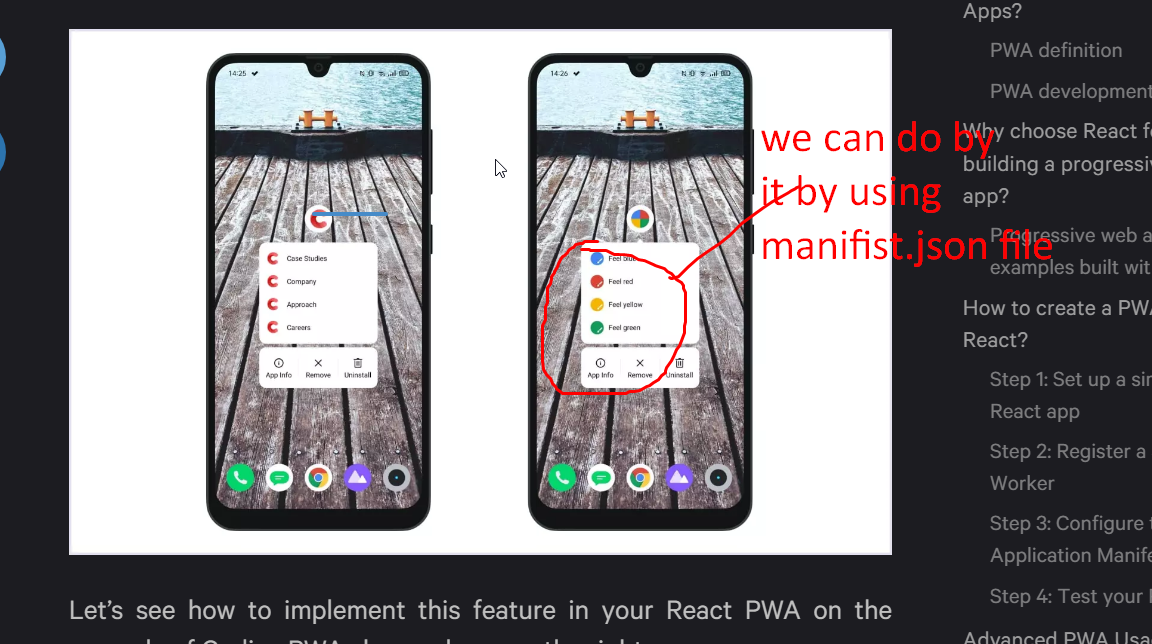 14:25
Case Studies
Company
Approach
Careers
App Info Remove Uninstall
14:26
Feel blue
Feel red
Feel yellow
Feel green
App Info Remove Uninstall
we can do by
it by using
manifist.json file
Let's see how to implement this feature in your React PWA on the
Apps?
PWA definition
PWA development
Why choose React fo
building a progressiv
app?
Progressive web a
examples built wit
How to create a PWA
React?
Step 1: Set up a sim
React app
Step 2: Register a
Worker
Step 3: Configure t
Application Manife
Step 4: Test your
Advanced PWA Usa